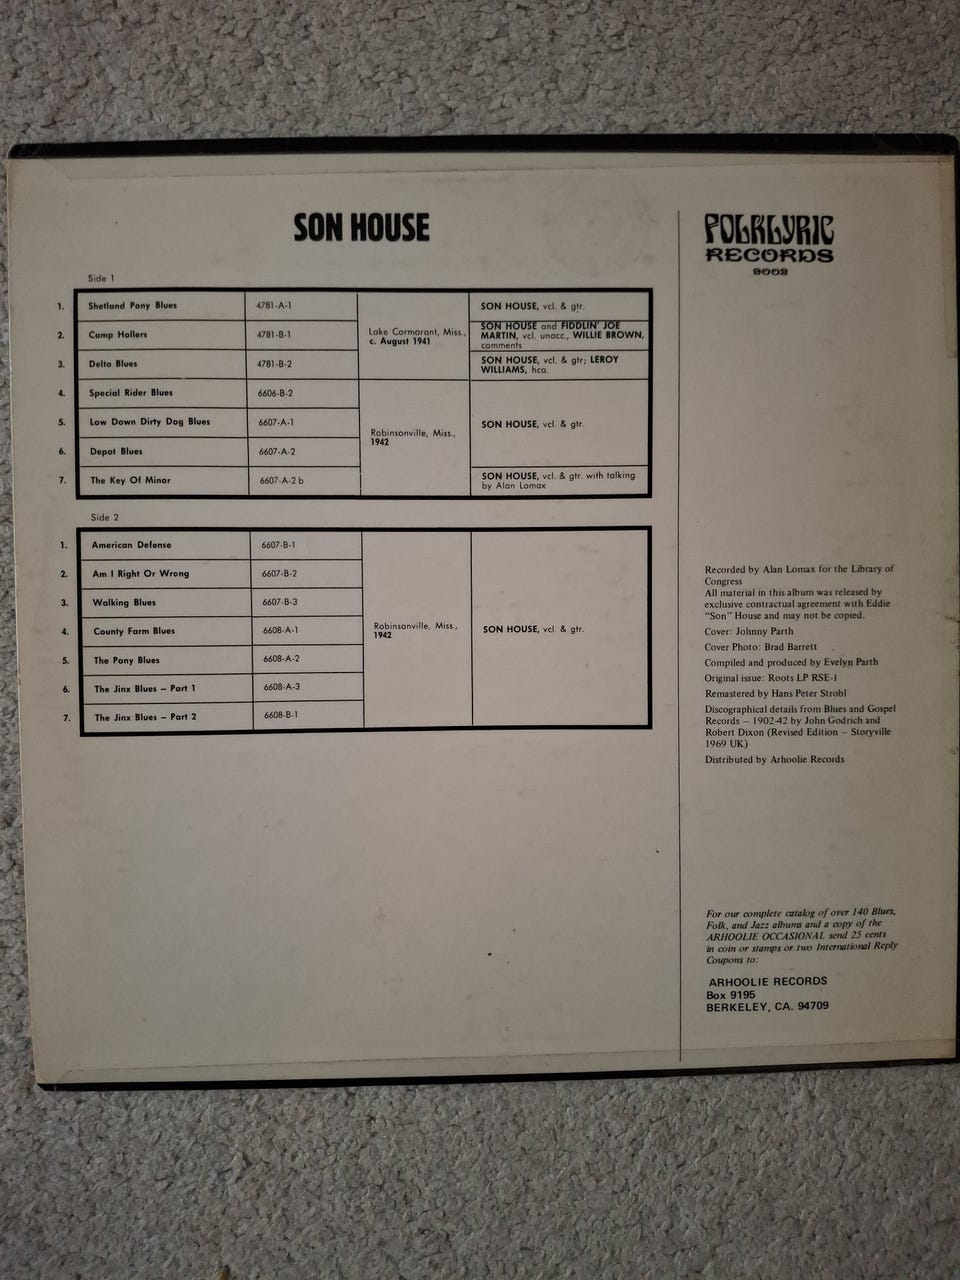 SON HOUSE
Side 1
1. Shetland Pony Blues 4781-A-1 SON HOUSE, vcl. & gtr.
2. Camp Hollers 4781-B-1 Lake Cormorant, Miss., c. August 1941 SON HOUSE and FIDDLIN' JOE MARTIN, vcl. unacc., WILLIE BROWN, comments
3. Delta Blues 4781-B-2 SON HOUSE, vcl. & gtr; LEROY WILLIAMS, hca.
4. Special Rider Blues 6606-B-2
5. Low Down Dirty Dog Blues 6607-A-1 Robinsonville, Miss., 1942 SON HOUSE, vcl. & gtr.
6. Depot Blues 6607-A-2
7. The Key Of Minor 6607-A-2 b SON HOUSE, vcl. & gtr. with talking by Alan Lomax
Side 2
1. American Defense 6607-B-1
2. Am I Right Or Wrong 6607-B-2
3. Walking Blues 6607-B-3
4. County Farm Blues 6608-A-1 Robinsonville, Miss., 1942 SON HOUSE, vcl. & gtr.
5. The Pony Blues 6608-A-2
6. The Jinx Blues – Part 1 6608-A-3
7. The Jinx Blues – Part 2 6608-B-1
FOLKLYRIC
RECORDS
9002
Recorded by Alan Lomax for the Library of
Congress
All material in this album was released by
exclusive contractual agreement with Eddie
"Son" House and may not be copied.
Cover: Johnny Parth
Cover Photo: Brad Barrett
Compiled and produced by Evelyn Parth
Original issue: Roots LP RSE-1
Remastered by Hans Peter Strobl
Discographical details from Blues and Gospel
Records – 1902-42 by John Godrich and
Robert Dixon (Revised Edition – Storyville
1969 UK)
Distributed by Arhoolie Records
For our complete catalog of over 140 Blues,
Folk, and Jazz albums and a copy of the
ARHOOLIE OCCASIONAL send 25 cents
in coin or stamps or two International Reply
Coupons to:
ARHOOLIE RECORDS
Box 9195
BERKELEY, CA. 94709